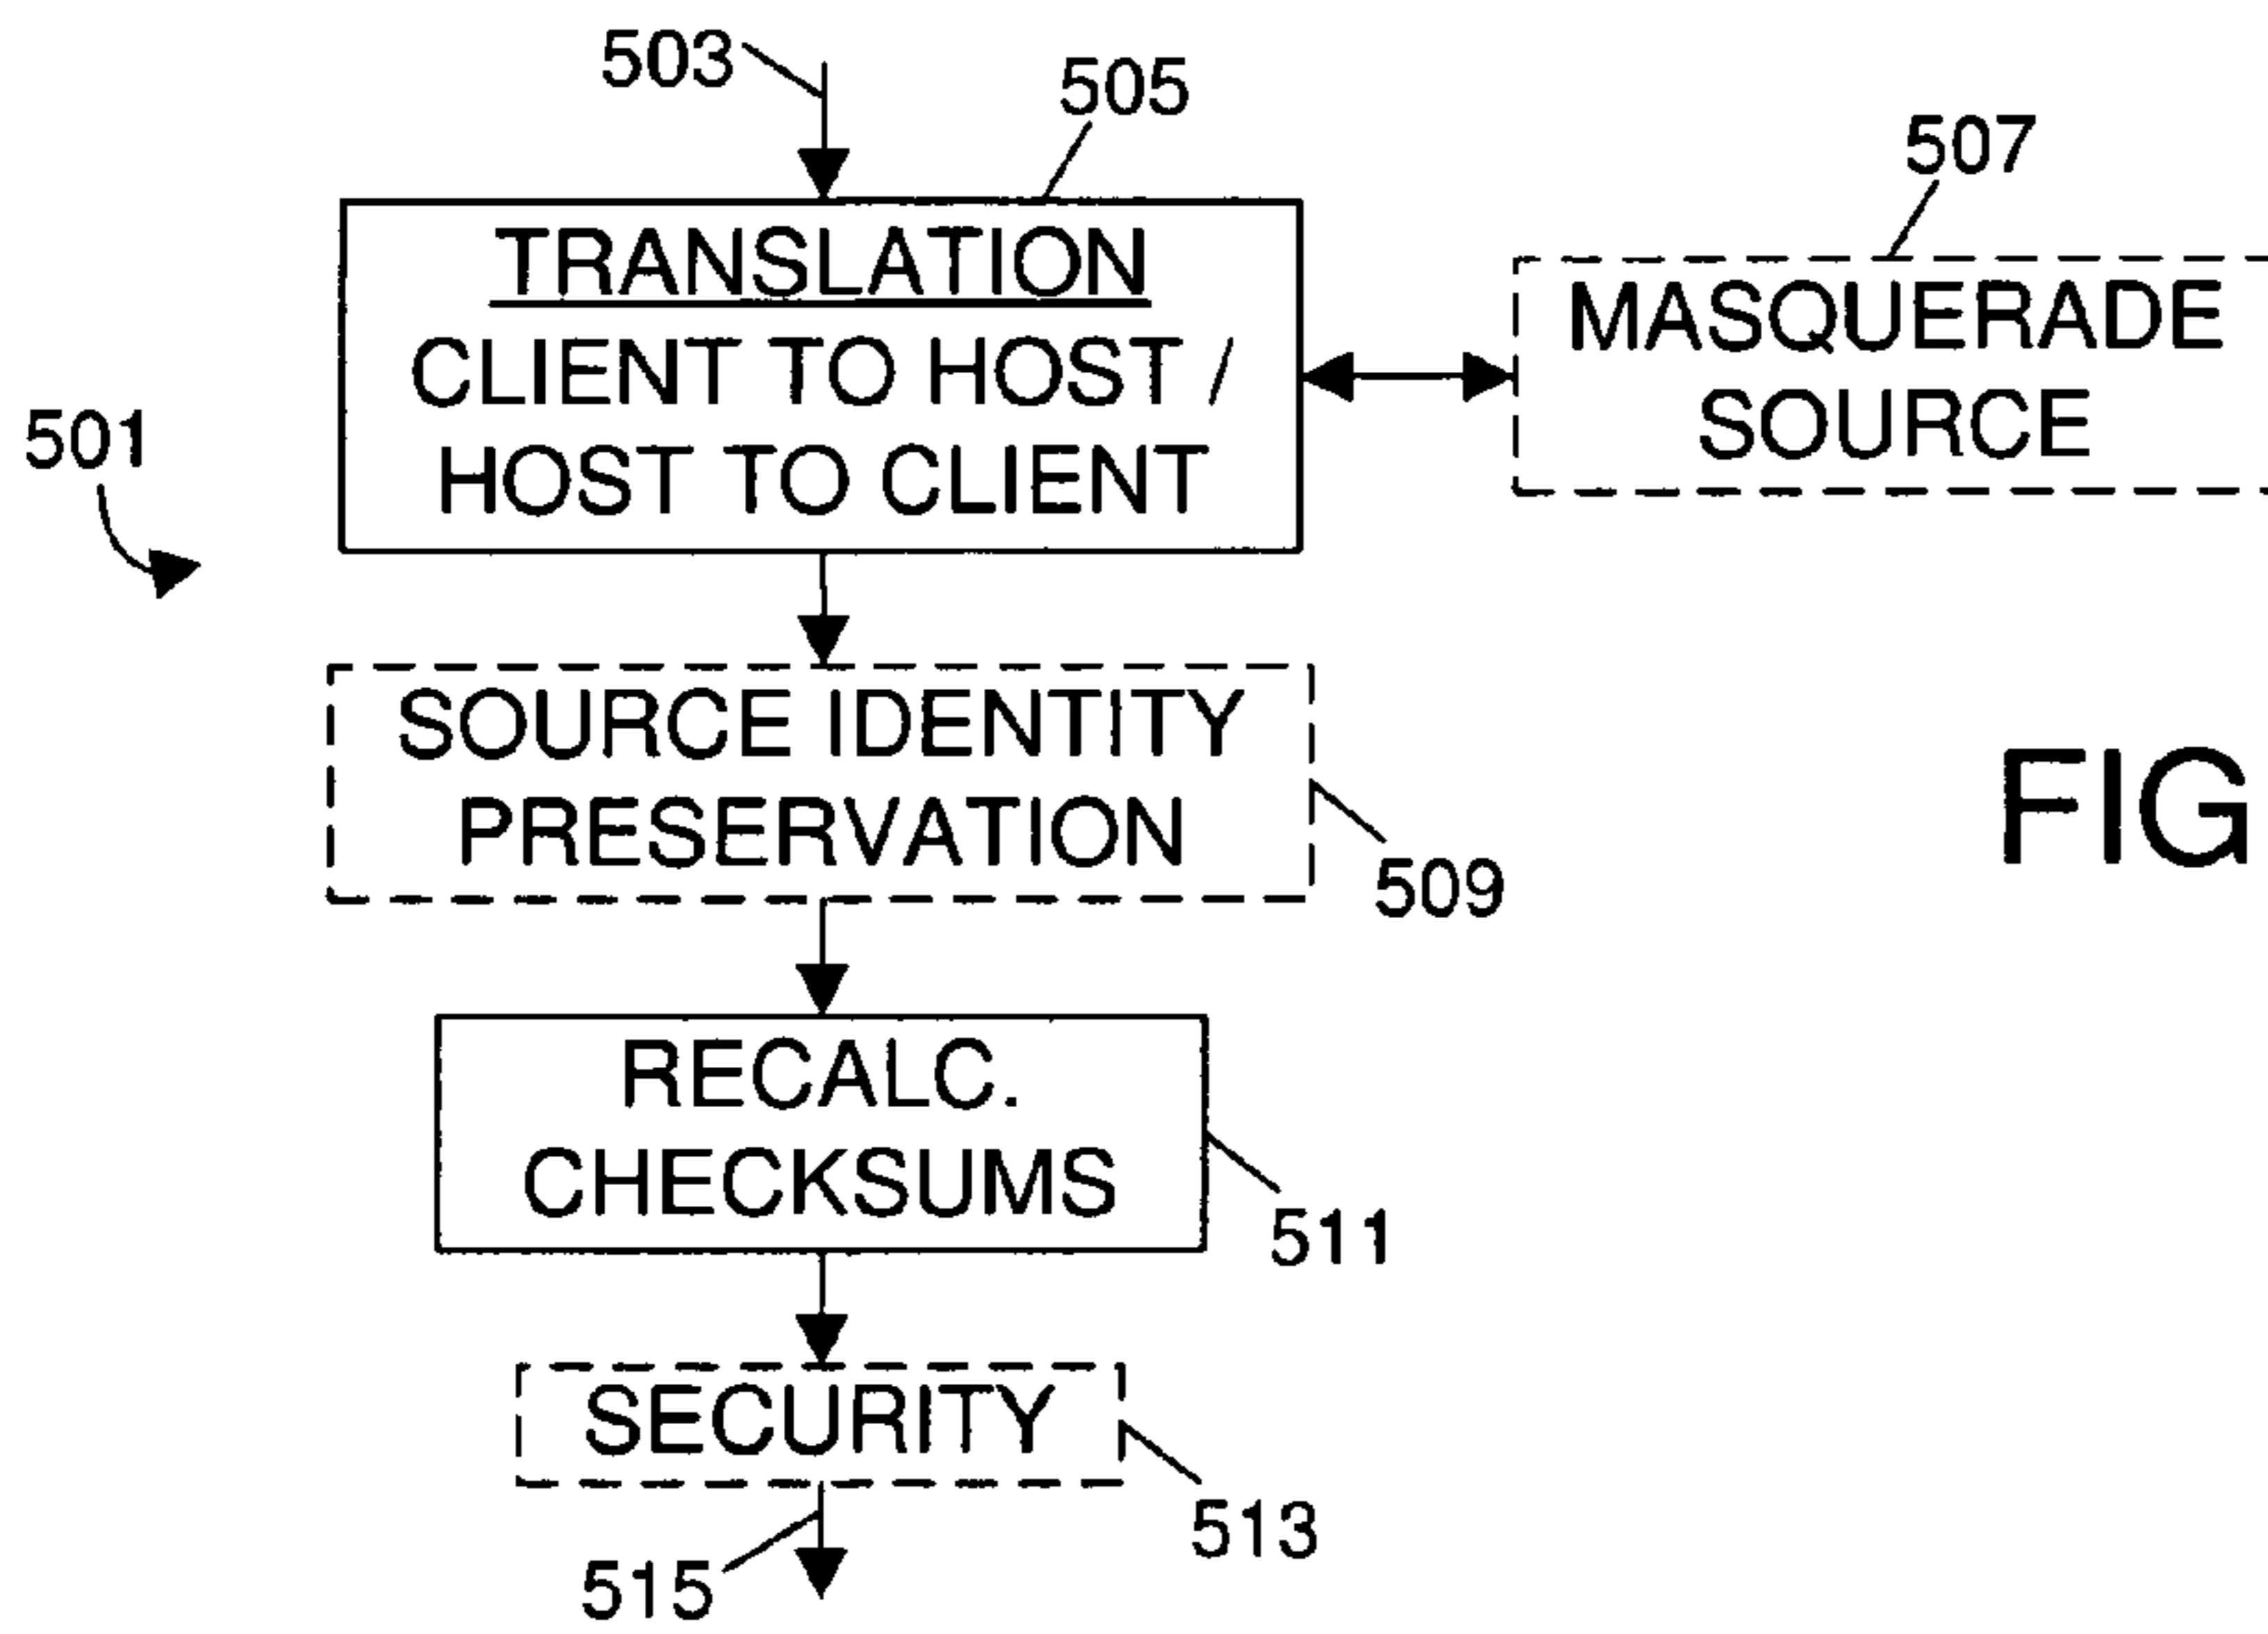 503
505
507
TRANSLATION
CLIENT TO HOST /
HOST TO CLIENT
MASQUERADE
SOURCE
501
SOURCE IDENTITY
PRESERVATION
509
FIG
RECALC.
CHECKSUMS
511
SECURITY
513
515